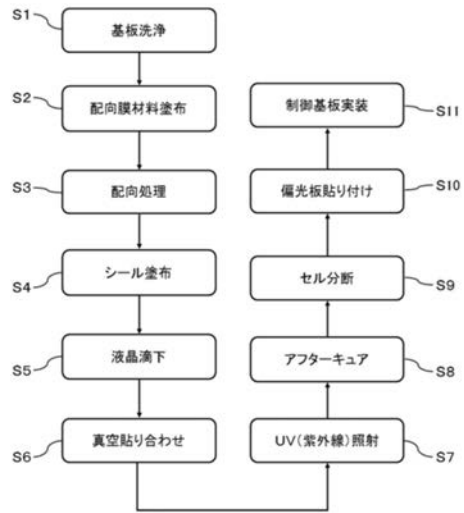 S1
基板洗浄
S2
配向膜材料塗布
S3
配向処理
S4
シール塗布
S5
液晶滴下
S6
真空貼り合わせ
UV(紫外線)照射
S7
アフターキュア
S8
セル分断
S9
偏光板貼り付け
S10
制御基板実装
S11